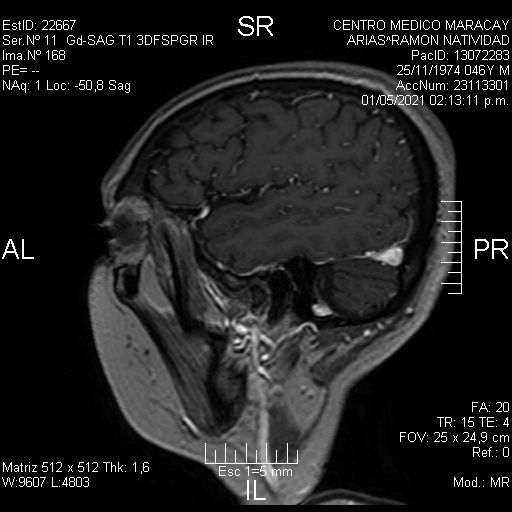 EstID: 22667
Ser.Nº 11 Gd-SAG T1 3DFSPGR IR
Ima.Nº 168
PE= --
NAq: 1 Loc: -50,8 Sag
SR
CENTRO MEDICO MARACAY
ARIAS^RAMON NATIVIDAD
PacID: 13072283
25/11/1974 046Y M
AccNum: 23113301
01/05/2021 02:13:11 p.m.
AL
PR
FA: 20
TR: 15 TE: 4
FOV: 25 x 24,9 cm
Ref.: 0
Matriz 512 x 512 Thk: 1,6
W:9607 L:4803
Esc 1=5 mm
IL
Mod.: MR